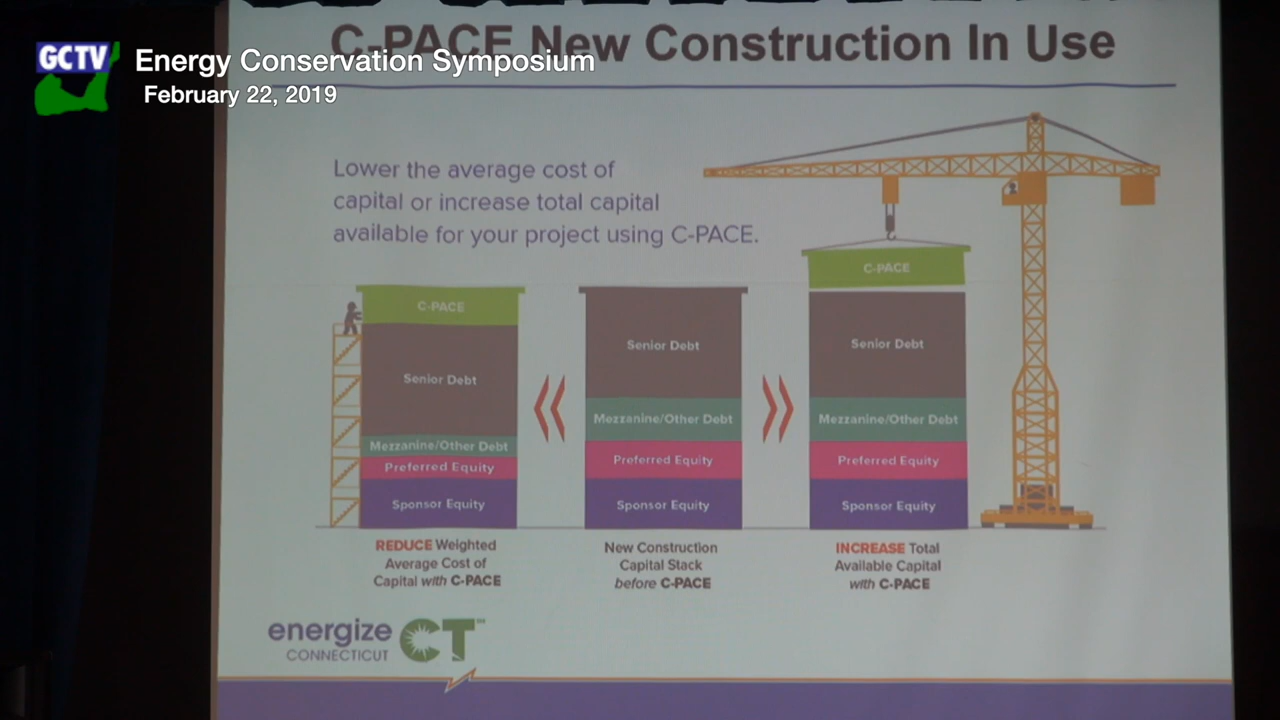 C-PACE New Construction In Use
GCTV
Energy Conservation Symposium
February 22, 2019
Lower the average cost of
capital or increase total capital
available for your project using C-PACE.
C-PACE
Senior Debt
Mezzanine/Other Debt
Preferred Equity
Sponsor Equity
REDUCE Weighted
Average Cost of
Capital with C-PACE
Senior Debt
Mezzanine/Other Debt
Preferred Equity
Sponsor Equity
New Construction
Capital Stack
before C-PACE
C-PACE
Senior Debt
Mezzanine/Other Debt
Preferred Equity
Sponsor Equity
INCREASE Total
Available Capital
with C-PACE
energize CT™
CONNECTICUT